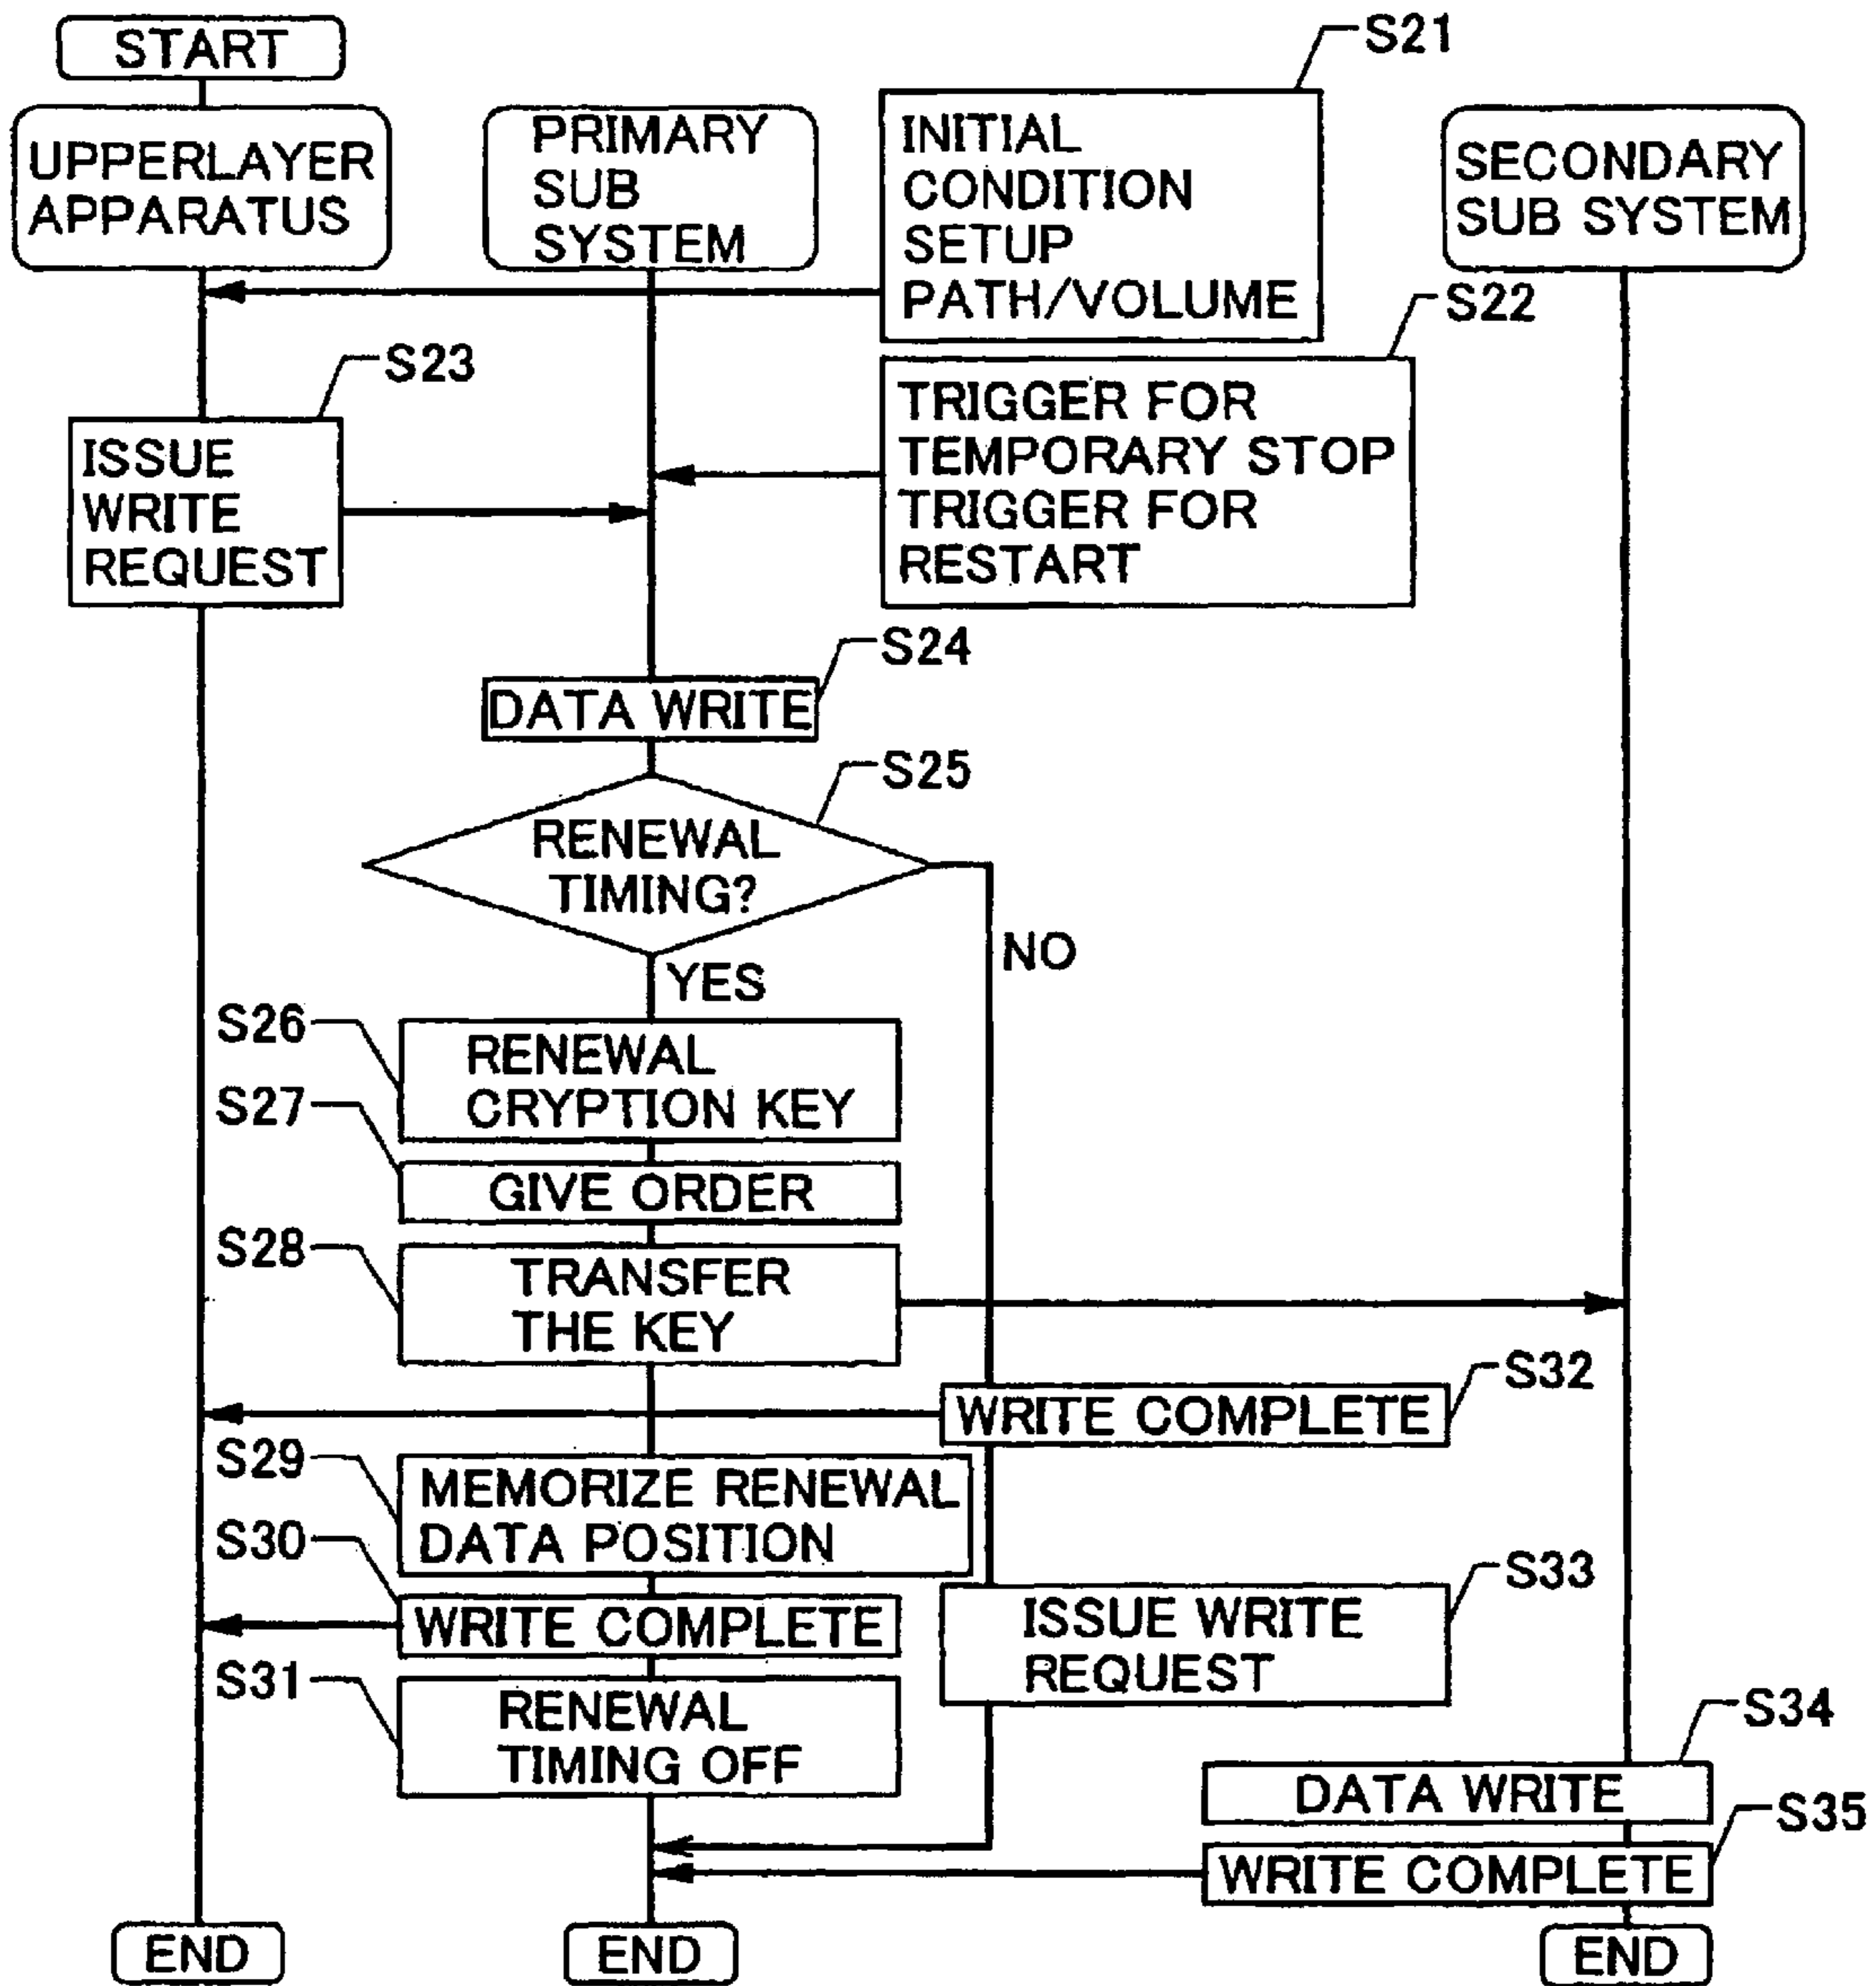 START
S21
UPPERLAYER
APPARATUS
PRIMARY
SUB
SYSTEM
INITIAL
CONDITION
SETUP
PATH/VOLUME
SECONDARY
SUB SYSTEM
S22
S23
TRIGGER FOR
TEMPORARY STOP
TRIGGER FOR
RESTART
ISSUE
WRITE
REQUEST
S24
DATA WRITE
S25
RENEWAL
TIMING?
NO
YES
S26
RENEWAL
CRYPTION KEY
S27
GIVE ORDER
S28
TRANSFER
THE KEY
S32
WRITE COMPLETE
S29
MEMORIZE RENEWAL
DATA POSITION
S30
WRITE COMPLETE
S33
ISSUE WRITE
REQUEST
S31
RENEWAL
TIMING OFF
S34
DATA WRITE
S35
WRITE COMPLETE
END
END
END